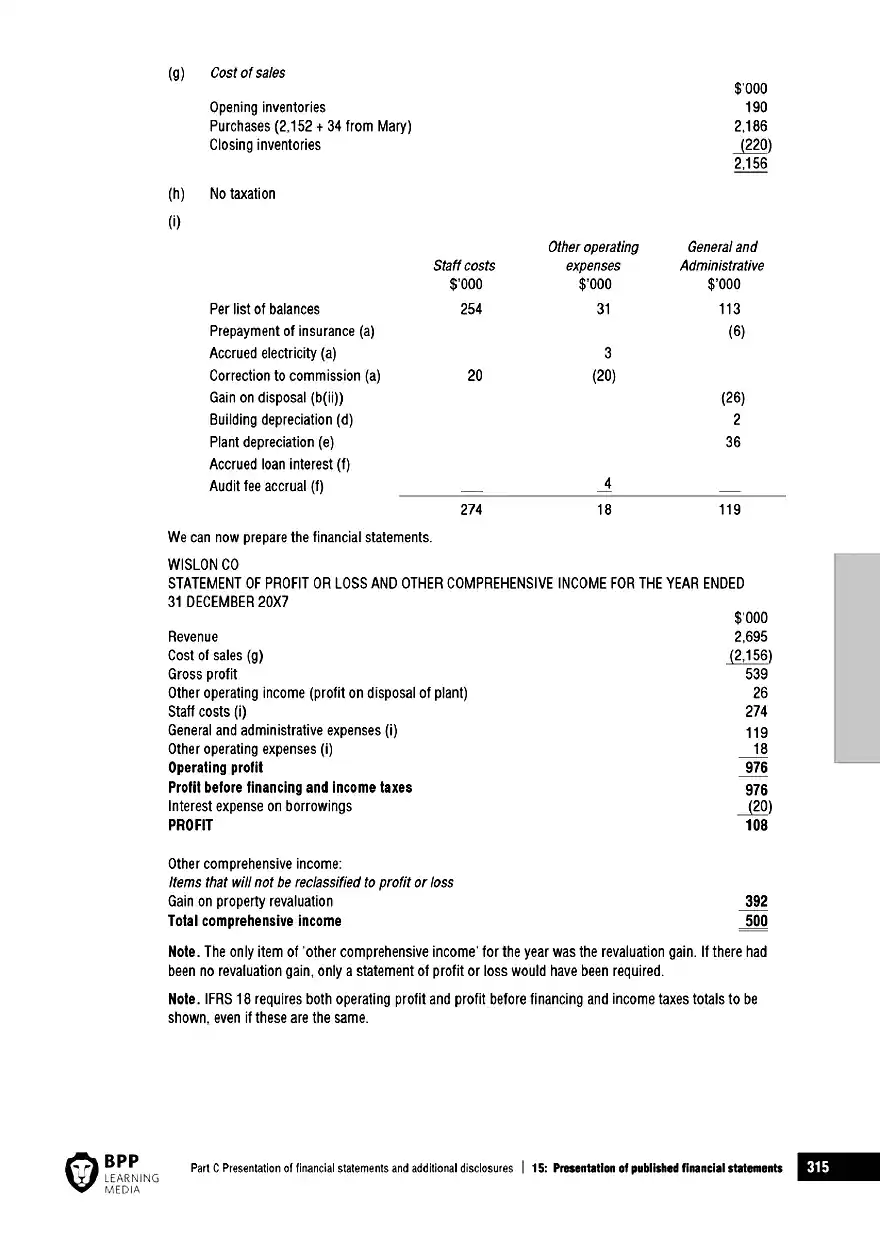 (g) Cost of sales
$'000
Opening inventories 190
Purchases (2,152 + 34 from Mary) 2,186
Closing inventories (220)
2,156
(h) No taxation
(i)
Other operating General and
Staff costs expenses Administrative
$'000 $'000 $'000
Per list of balances 254 31 113
Prepayment of insurance (a) (6)
Accrued electricity (a) 3
Correction to commission (a) 20 (20)
Gain on disposal (b(ii)) (26)
Building depreciation (d) 2
Plant depreciation (e) 36
Accrued loan interest (f)
Audit fee accrual (f) 4
274 18 119
We can now prepare the financial statements.
WISLON CO
STATEMENT OF PROFIT OR LOSS AND OTHER COMPREHENSIVE INCOME FOR THE YEAR ENDED
31 DECEMBER 20X7
$'000
Revenue 2,695
Cost of sales (g) (2,156)
Gross profit 539
Other operating income (profit on disposal of plant) 26
Staff costs (i) 274
General and administrative expenses (i) 119
Other operating expenses (i) 18
Operating profit 976
Profit before financing and income taxes 976
Interest expense on borrowings (20)
PROFIT 108
Other comprehensive income:
Items that will not be reclassified to profit or loss
Gain on property revaluation 392
Total comprehensive income 500
Note. The only item of 'other comprehensive income' for the year was the revaluation gain. If there had
been no revaluation gain, only a statement of profit or loss would have been required.
Note. IFRS 18 requires both operating profit and profit before financing and income taxes totals to be
shown, even if these are the same.
BPP
LEARNING
MEDIA
Part C Presentation of financial statements and additional disclosures | 15: Presentation of published financial statements 315